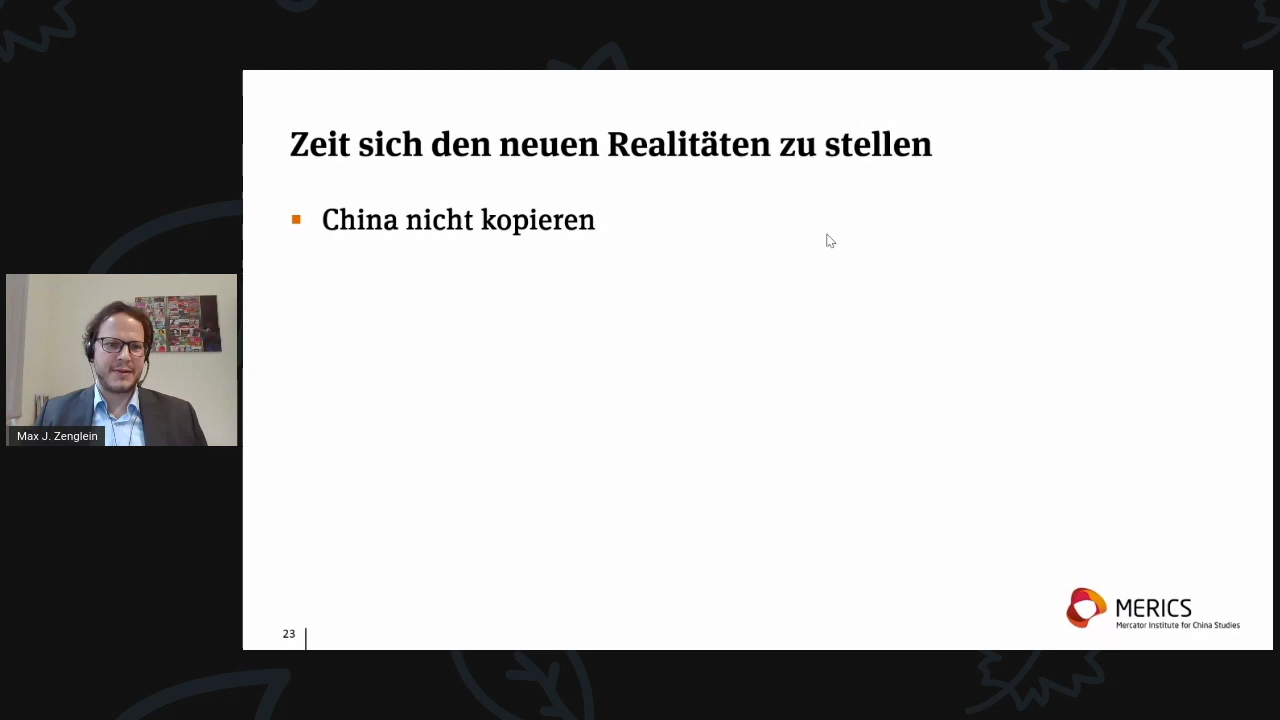 Zeit sich den neuen Realitäten zu stellen
China nicht kopieren
Max J. Zenglein
MERICS
Mercator Institute for China Studies
23